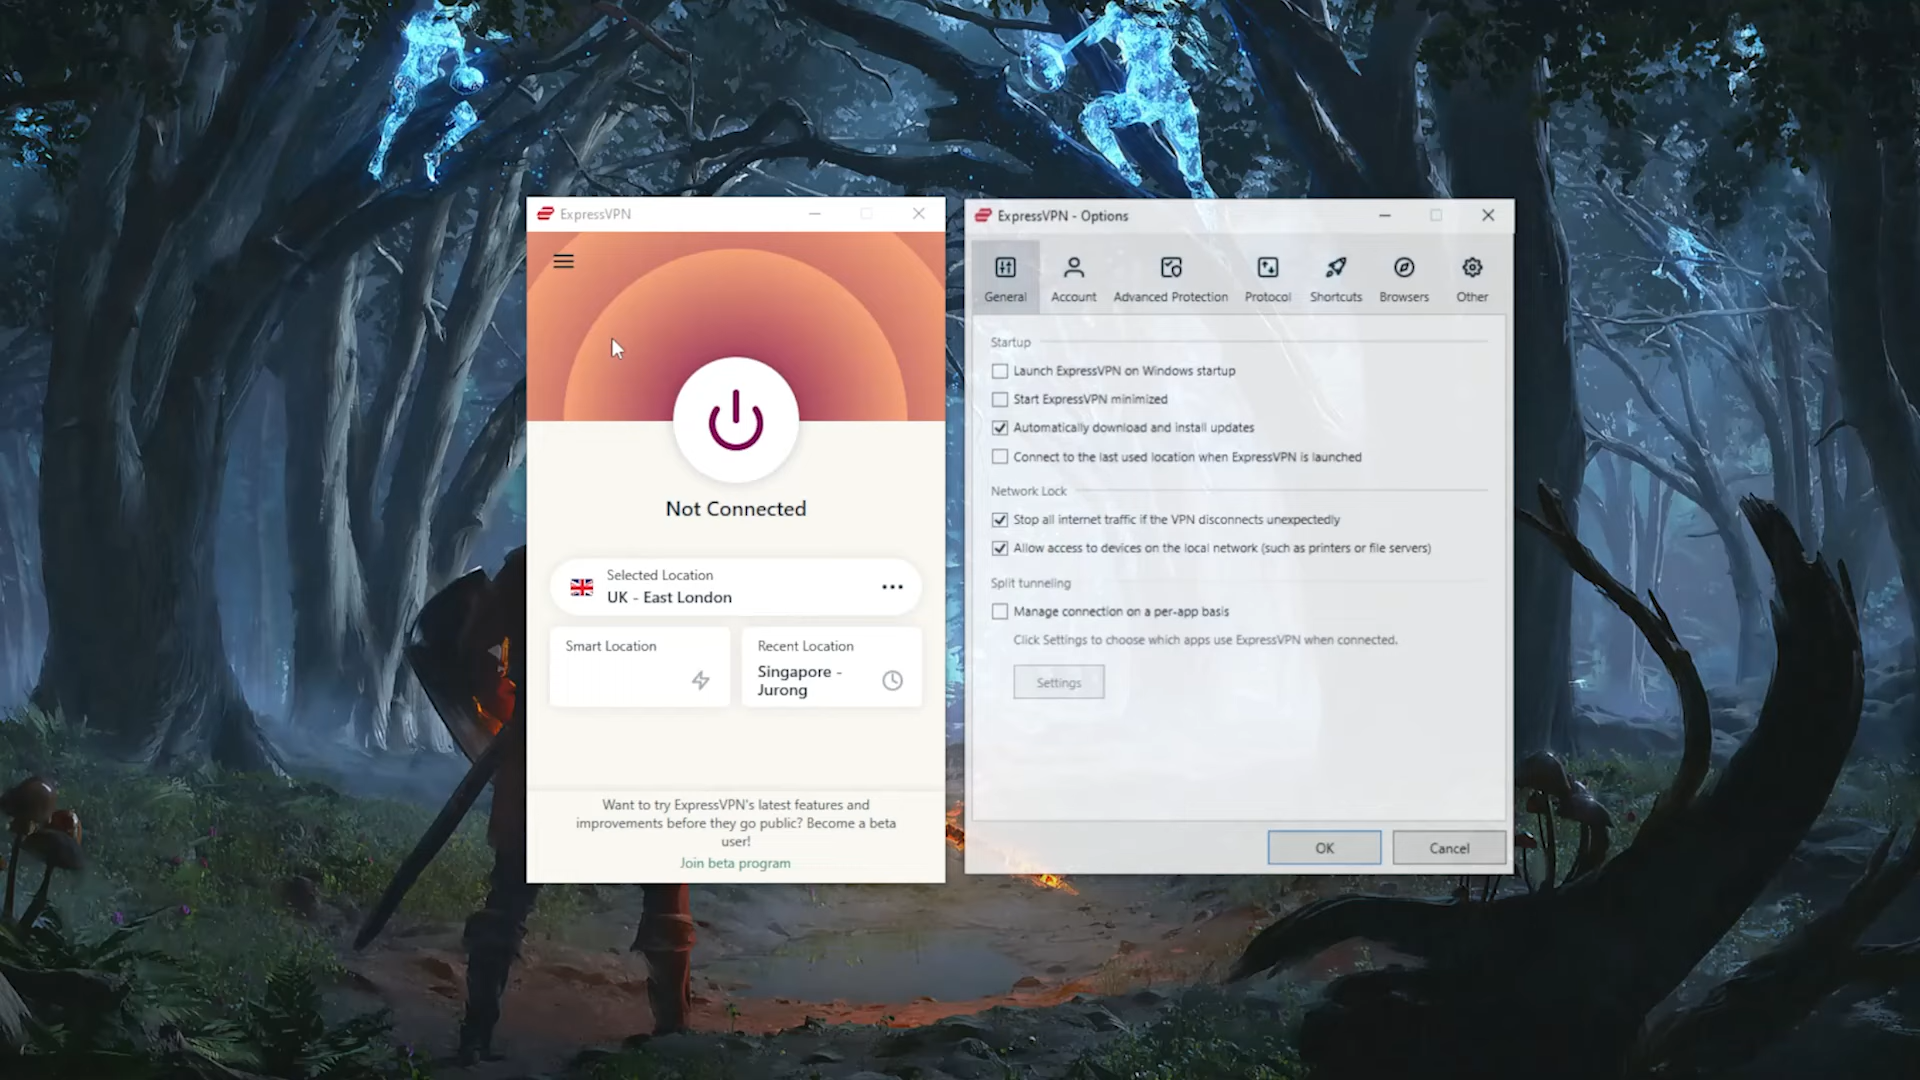 ExpressVPN
Not Connected
Selected Location
UK - East London
Smart Location
Recent Location
Singapore -
Jurong
Want to try ExpressVPN's latest features and
improvements before they go public? Become a beta
user!
Join beta program
ExpressVPN - Options
General
Account
Advanced Protection
Protocol
Shortcuts
Browsers
Other
Startup
Launch ExpressVPN on Windows startup
Start ExpressVPN minimized
Automatically download and install updates
Connect to the last used location when ExpressVPN is launched
Network Lock
Stop all internet traffic if the VPN disconnects unexpectedly
Allow access to devices on the local network (such as printers or file servers)
Split tunneling
Manage connection on a per-app basis
Click Settings to choose which apps use ExpressVPN when connected.
Settings
OK
Cancel